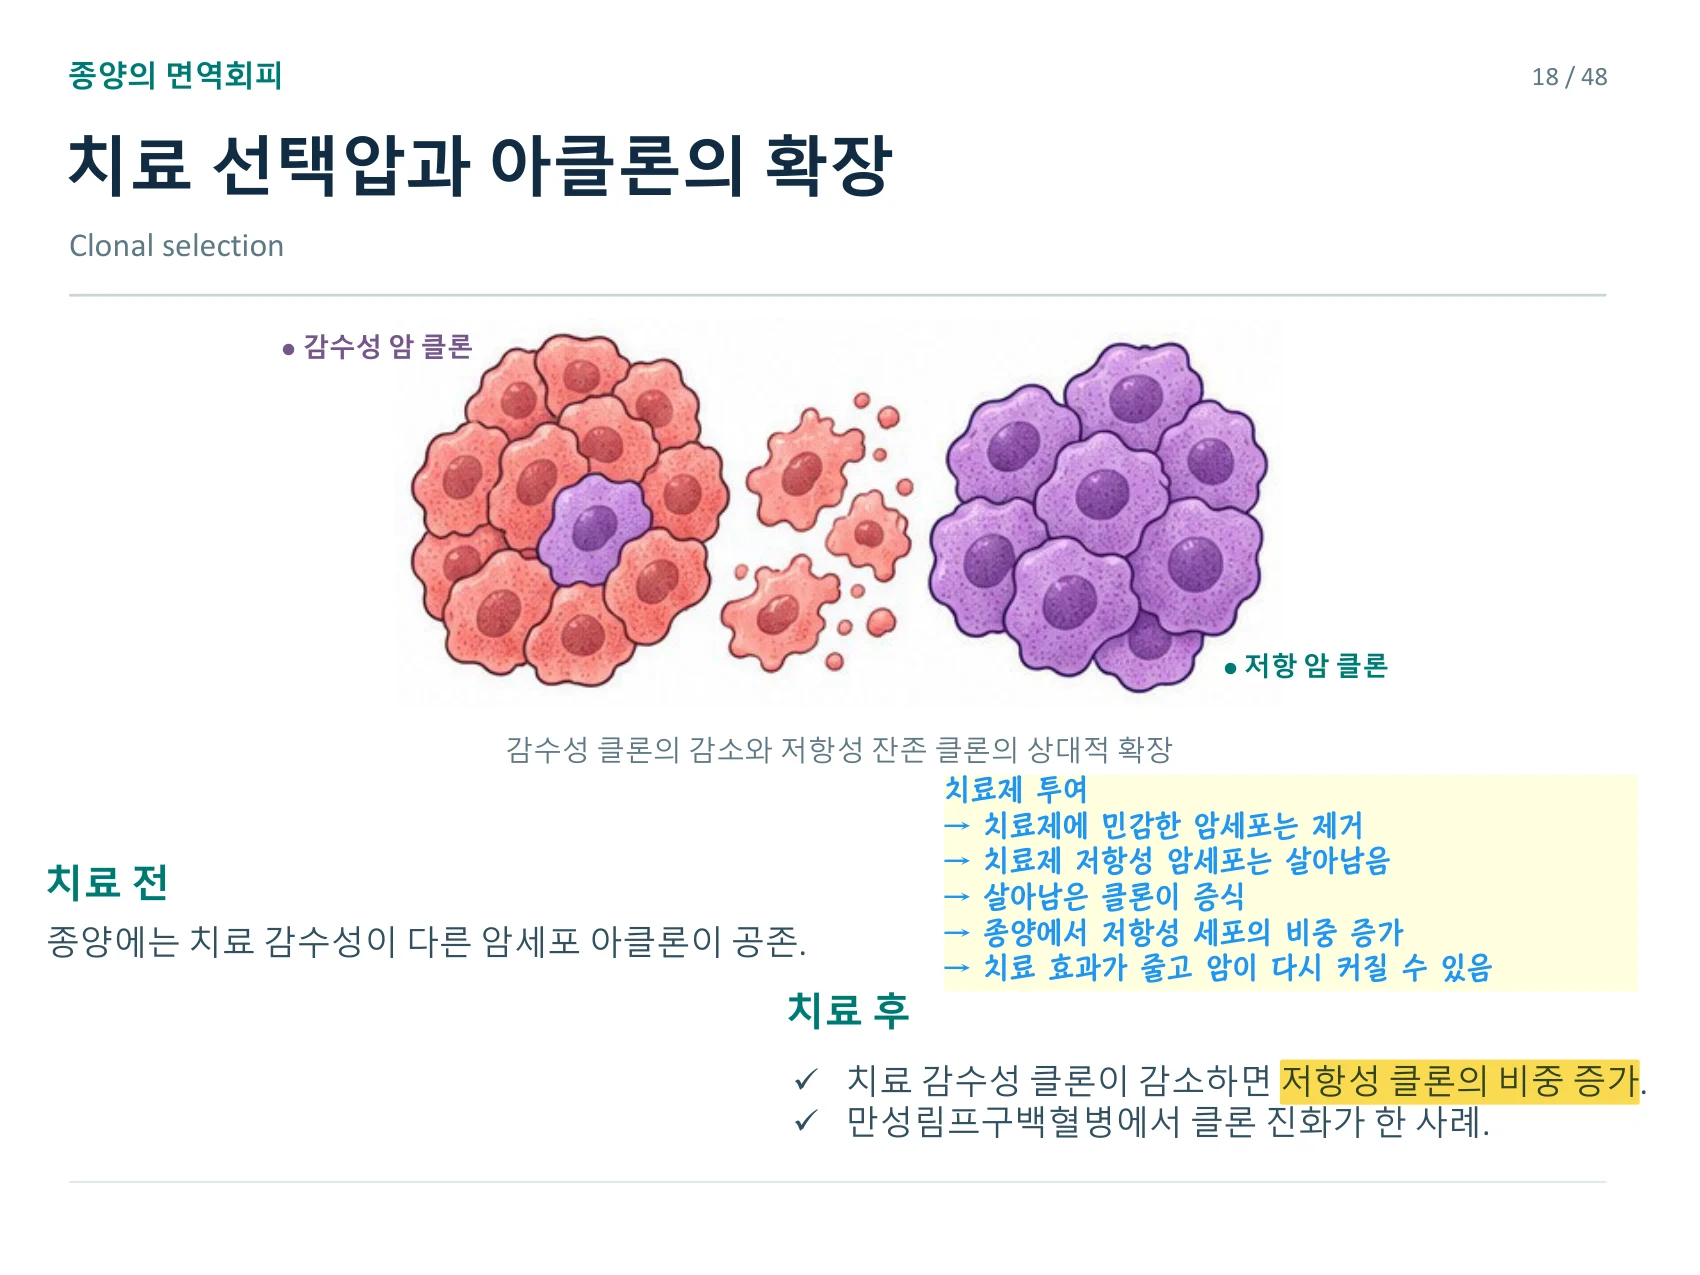 종양의 면역회피
18 / 48
치료 선택압과 아클론의 확장
Clonal selection
• 감수성 암 클론
• 저항 암 클론
감수성 클론의 감소와 저항성 잔존 클론의 상대적 확장
치료제 투여
→ 치료제에 민감한 암세포는 제거
→ 치료제 저항성 암세포는 살아남음
→ 살아남은 클론이 증식
→ 종양에서 저항성 세포의 비중 증가
→ 치료 효과가 줄고 암이 다시 커질 수 있음
치료 전
종양에는 치료 감수성이 다른 암세포 아클론이 공존.
치료 후
✓ 치료 감수성 클론이 감소하면 저항성 클론의 비중 증가.
✓ 만성림프구백혈병에서 클론 진화가 한 사례.